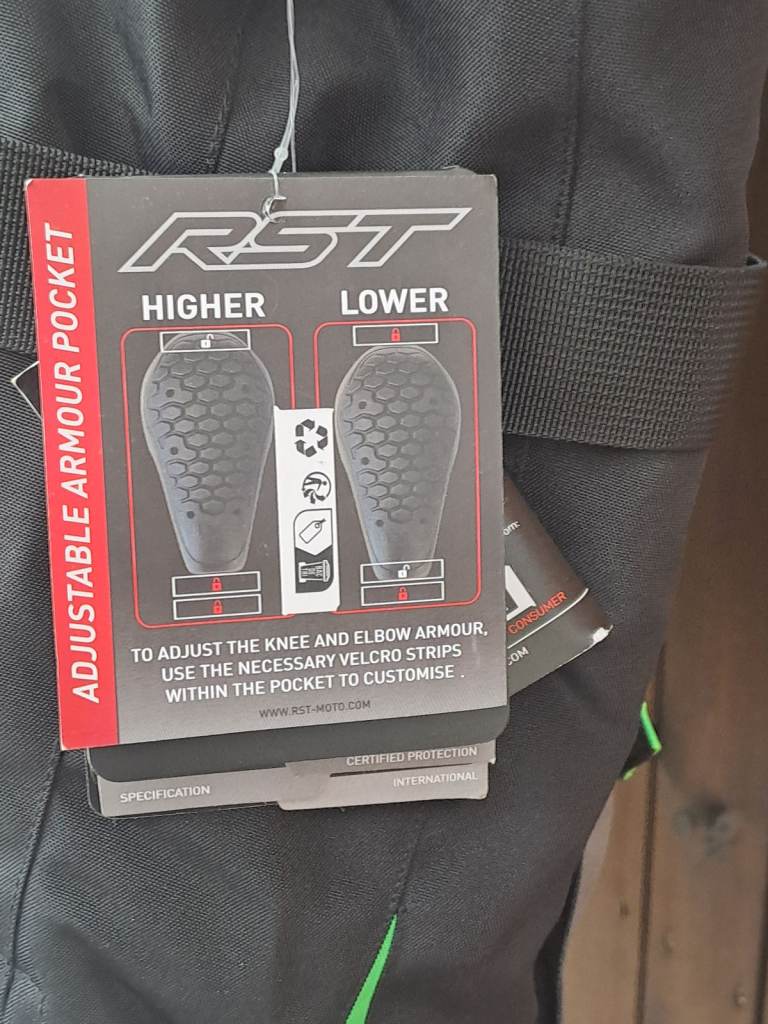 RST
ADJUSTABLE ARMOUR POCKET
HIGHER
LOWER
TO ADJUST THE KNEE AND ELBOW ARMOUR,
USE THE NECESSARY VELCRO STRIPS
WITHIN THE POCKET TO CUSTOMISE .
WWW.RST-MOTO.COM
CERTIFIED PROTECTION
SPECIFICATION
INTERNATIONAL
CONSUMER